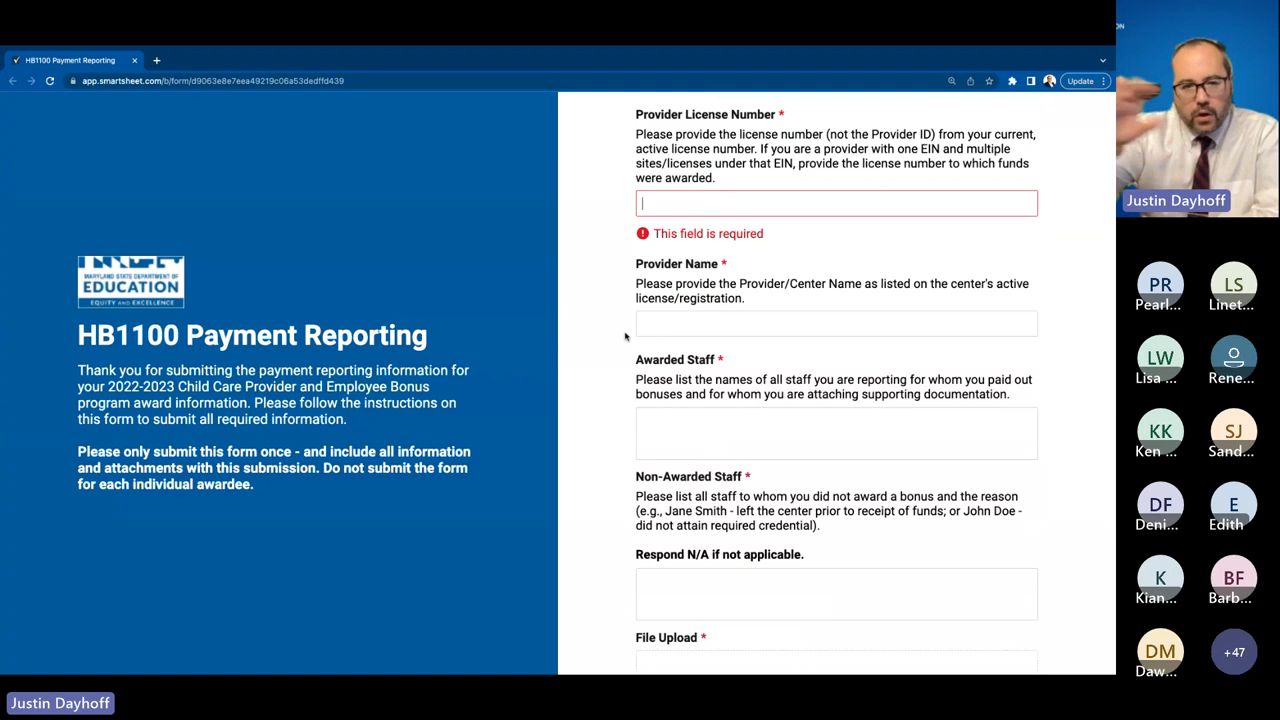 HB1100 Payment Reporting
app.smartsheet.com/b/form/d9063e8e7eea49219c06a53dedffd439
Update
MARYLAND STATE DEPARTMENT OF
EDUCATION
EQUITY AND EXCELLENCE
HB1100 Payment Reporting
Thank you for submitting the payment reporting information for
your 2022-2023 Child Care Provider and Employee Bonus
program award information. Please follow the instructions on
this form to submit all required information.
Please only submit this form once - and include all information
and attachments with this submission. Do not submit the form
for each individual awardee.
Provider License Number *
Please provide the license number (not the Provider ID) from your current,
active license number. If you are a provider with one EIN and multiple
sites/licenses under that EIN, provide the license number to which funds
were awarded.
This field is required
Provider Name *
Please provide the Provider/Center Name as listed on the center's active
license/registration.
Awarded Staff *
Please list the names of all staff you are reporting for whom you paid out
bonuses and for whom you are attaching supporting documentation.
Non-Awarded Staff *
Please list all staff to whom you did not award a bonus and the reason
(e.g., Jane Smith - left the center prior to receipt of funds; or John Doe -
did not attain required credential).
Respond N/A if not applicable.
File Upload *
ON
Justin Dayhoff
PR
LS
Pearl...
Linet...
LW
Lisa ...
Rene...
KK
SJ
Ken ...
Sand...
DF
E
Deni...
Edith
K
BF
Kian...
Barb...
DM
+47
Daw...
Justin Dayhoff